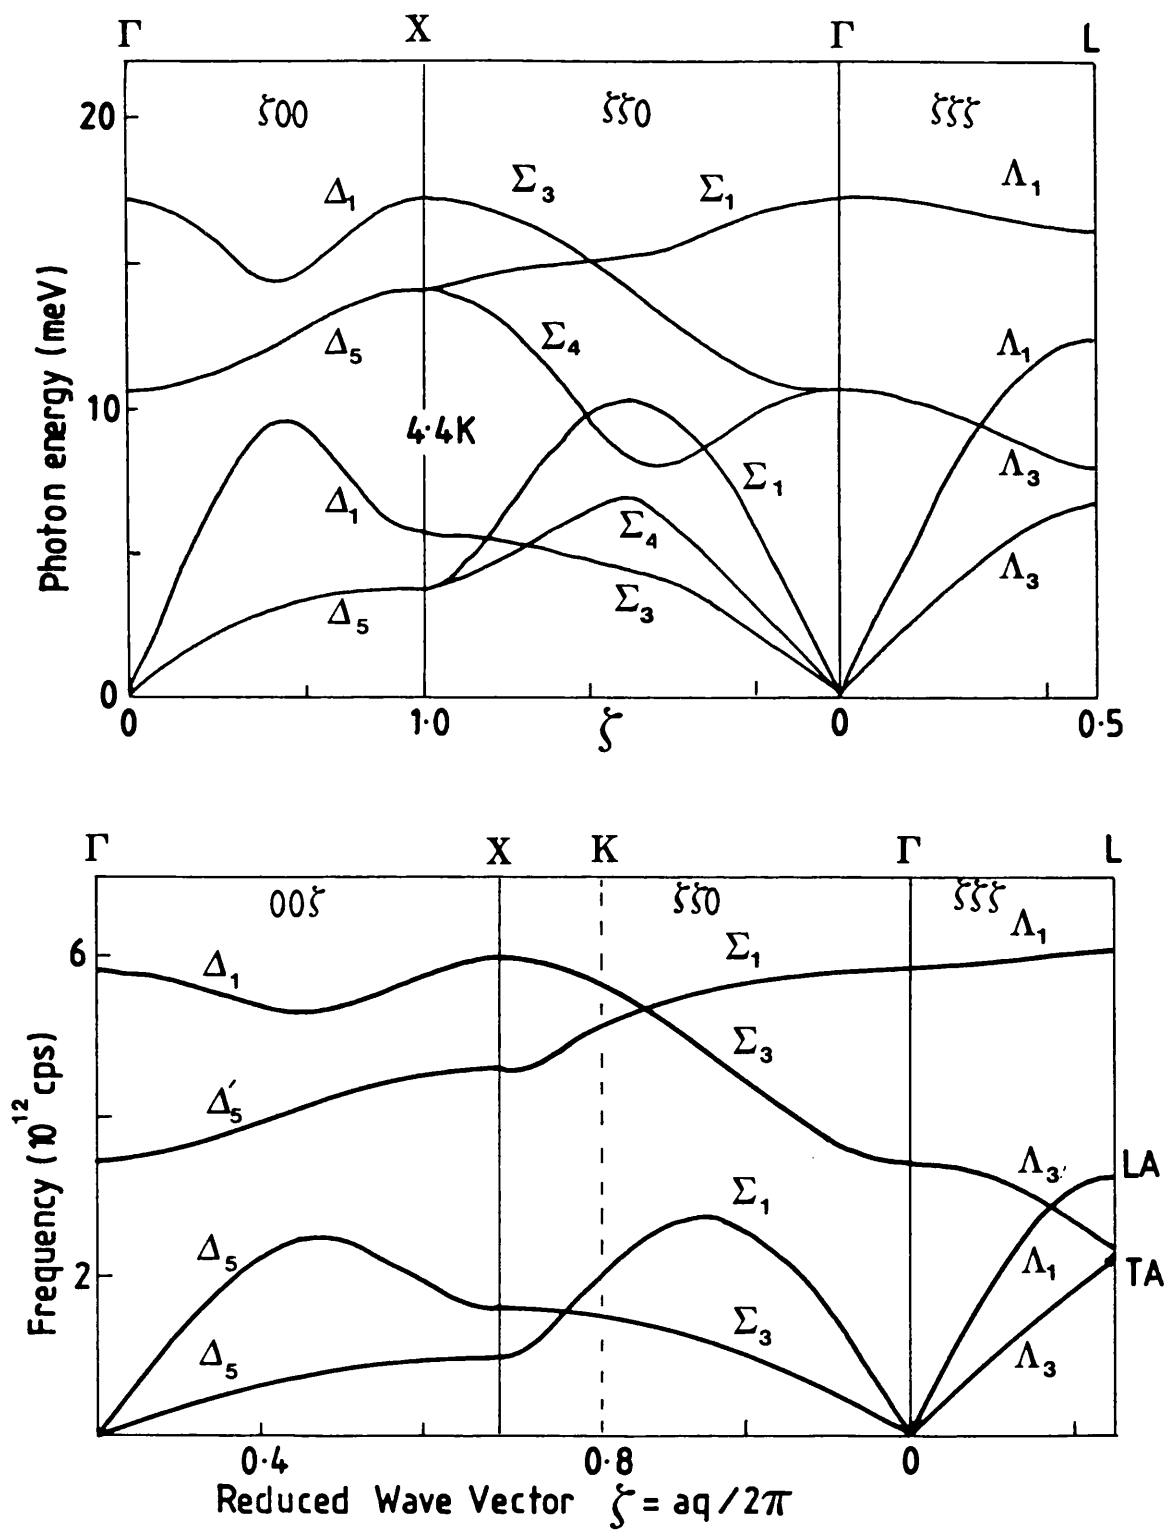 Γ X Γ L
ζ00 ζζ0 ζζζ
20
Δ1 Σ3 Σ1 Λ1
Σ4 Λ1
Δ5
10
4·4K
Λ3
Σ1
Δ1
Σ4
Λ3
Σ3
Δ5
0
Photon energy (meV)
0 1·0 ζ 0 0·5
Γ X K Γ L
00ζ ζζ0 ζζζ
Λ1
Σ1
6
Δ1
Σ3
Δ5′
Λ3′ LA
Σ1
Δ5
Λ1 TA
2
Σ3
Δ5 Λ3
Frequency (10¹² cps)
0·4 0·8 0
Reduced Wave Vector ζ = aq/2π